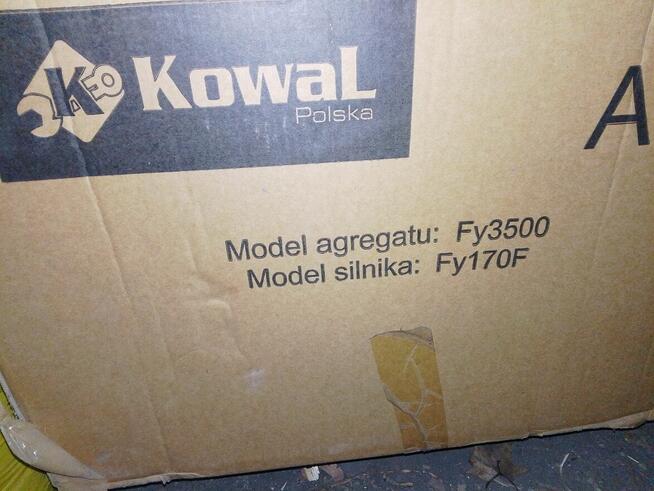 KowaL
Polska
A
Model agregatu: Fy3500
Model silnika: Fy170F